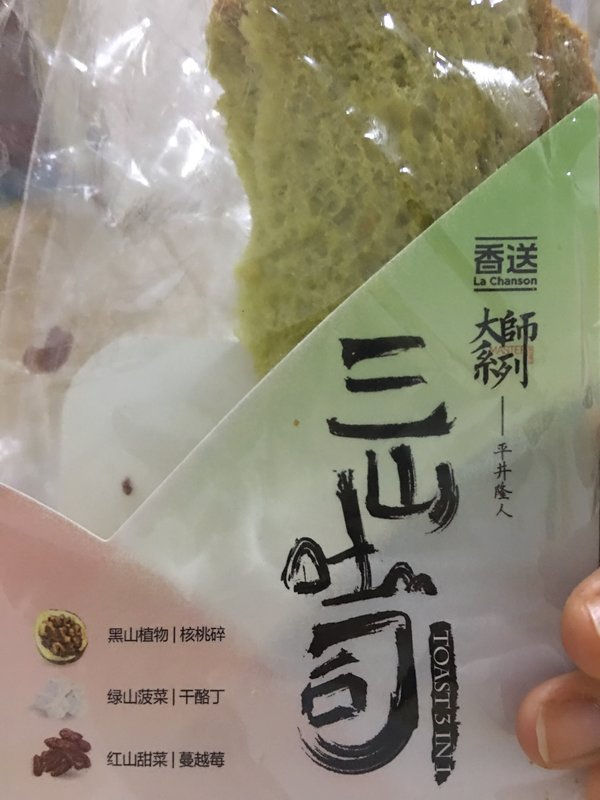 香送
La Chanson
大師
系列
MASTER
平井隆人
三山吐司
TOAST 3 IN 1
黑山植物|核桃碎
绿山菠菜|干酪丁
红山甜菜|蔓越莓